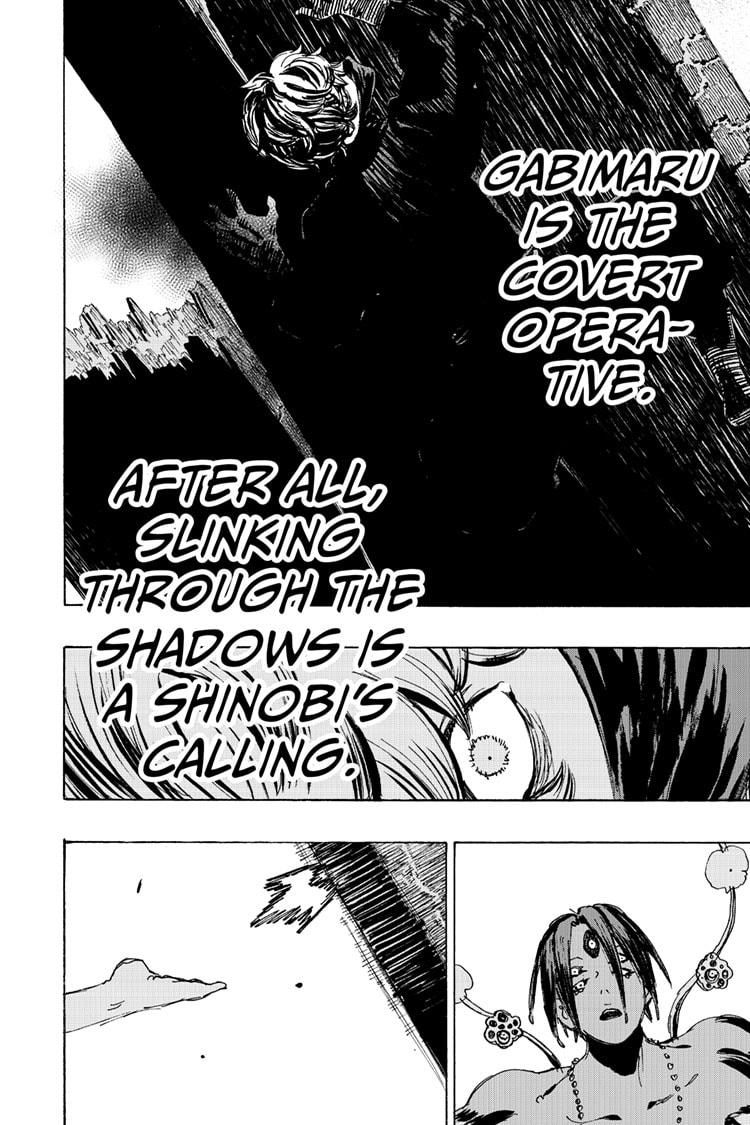 GABIMARU
IS THE
COVERT
OPERA-
TIVE.
AFTER ALL,
SLINKING
THROUGH THE
SHADOWS IS
A SHINOBI'S
CALLING.